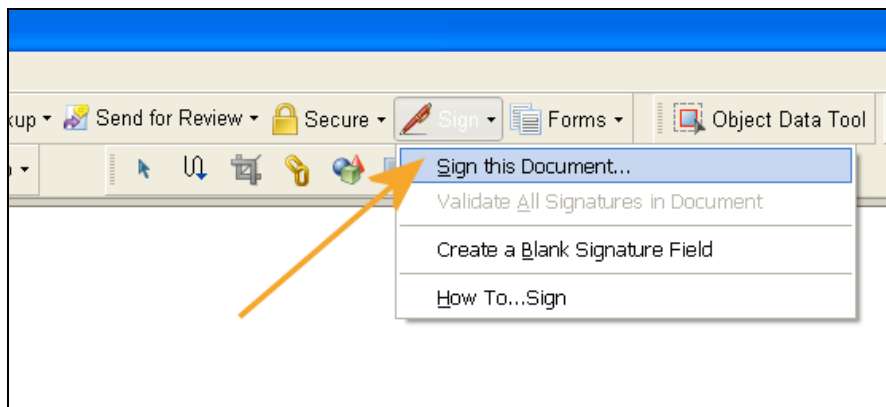 kup Send for Review Secure Sign Forms Object Data Tool
Sign this Document...
Validate All Signatures in Document
Create a Blank Signature Field
How To...Sign